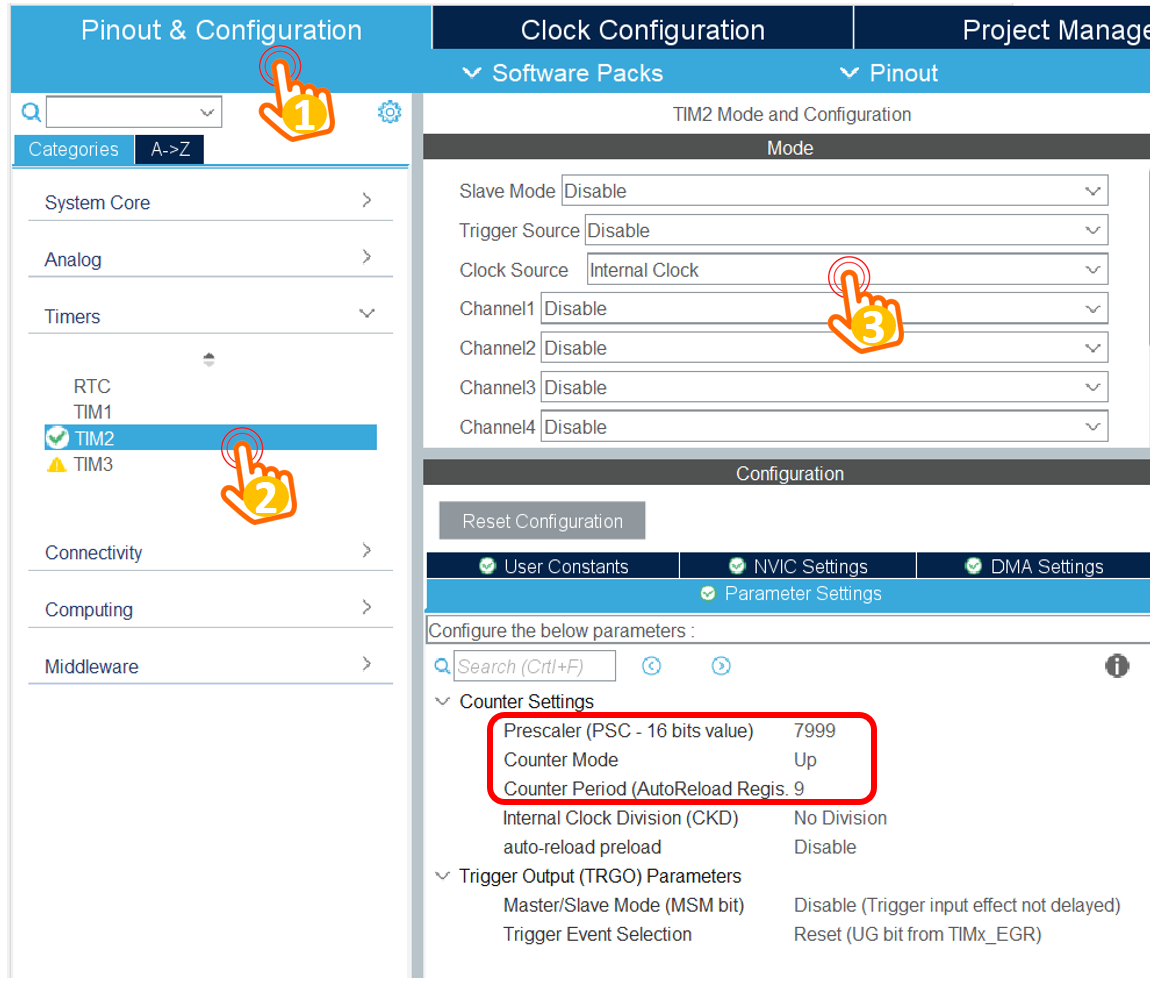 Pinout & Configuration
Clock Configuration
Project Manage
Software Packs
Pinout
1
Categories
A->Z
System Core
Analog
Timers
RTC
TIM1
TIM2
TIM3
2
Connectivity
Computing
Middleware
TIM2 Mode and Configuration
Mode
Slave Mode Disable
Trigger Source Disable
Clock Source Internal Clock
Channel1 Disable
3
Channel2 Disable
Channel3 Disable
Channel4 Disable
Configuration
Reset Configuration
User Constants
NVIC Settings
DMA Settings
Parameter Settings
Configure the below parameters :
Search (Crtl+F)
Counter Settings
Prescaler (PSC - 16 bits value) 7999
Counter Mode Up
Counter Period (AutoReload Regis. 9
Internal Clock Division (CKD) No Division
auto-reload preload Disable
Trigger Output (TRGO) Parameters
Master/Slave Mode (MSM bit) Disable (Trigger input effect not delayed)
Trigger Event Selection Reset (UG bit from TIMx_EGR)